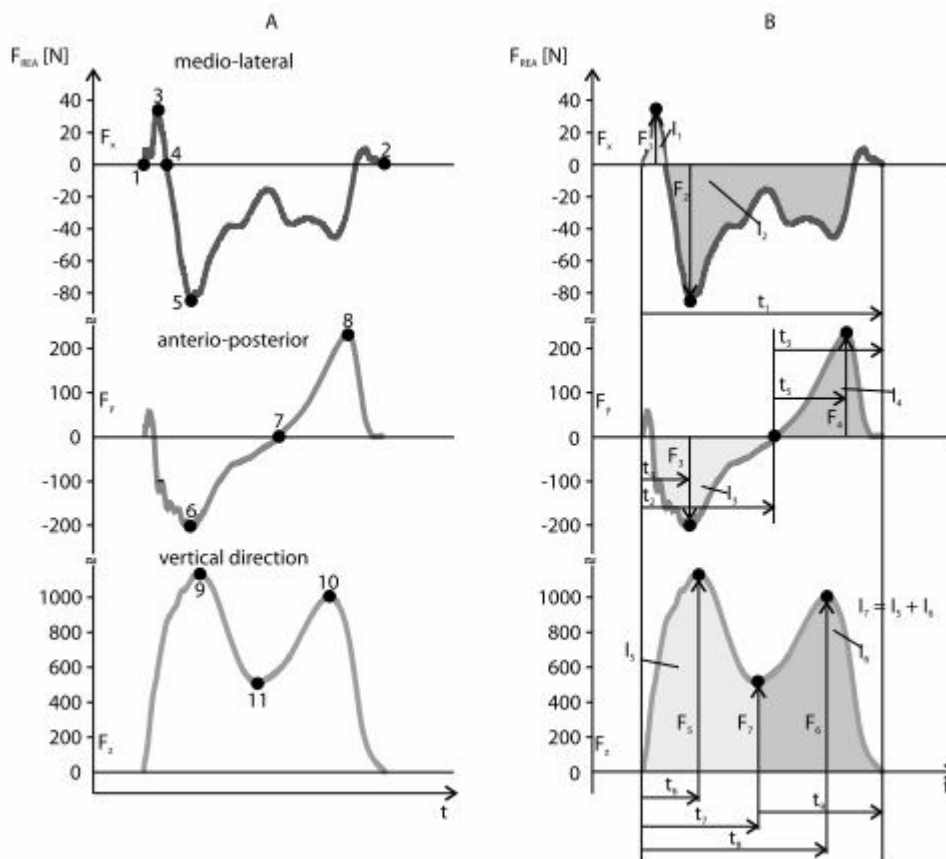 A
F_REA [N]
medio-lateral
40
20
0
-20
-40
-60
-80
F_x
1
2
3
4
5
≈
anterio-posterior
200
100
0
-100
-200
F_y
6
7
8
≈
vertical direction
1000
800
600
400
200
0
F_z
9
10
11
t
B
F_REA [N]
40
20
0
-20
-40
-60
-80
F_x
I_1
F_2
I_2
t_1
≈
200
100
0
-100
-200
F_y
t_3
t_5
I_4
F_4
F_3
I_3
t_2
≈
1000
800
600
400
200
0
F_z
I_7 = I_5 + I_6
I_5
I_6
F_5
F_7
F_6
t_6
t_7
t_8
t_9